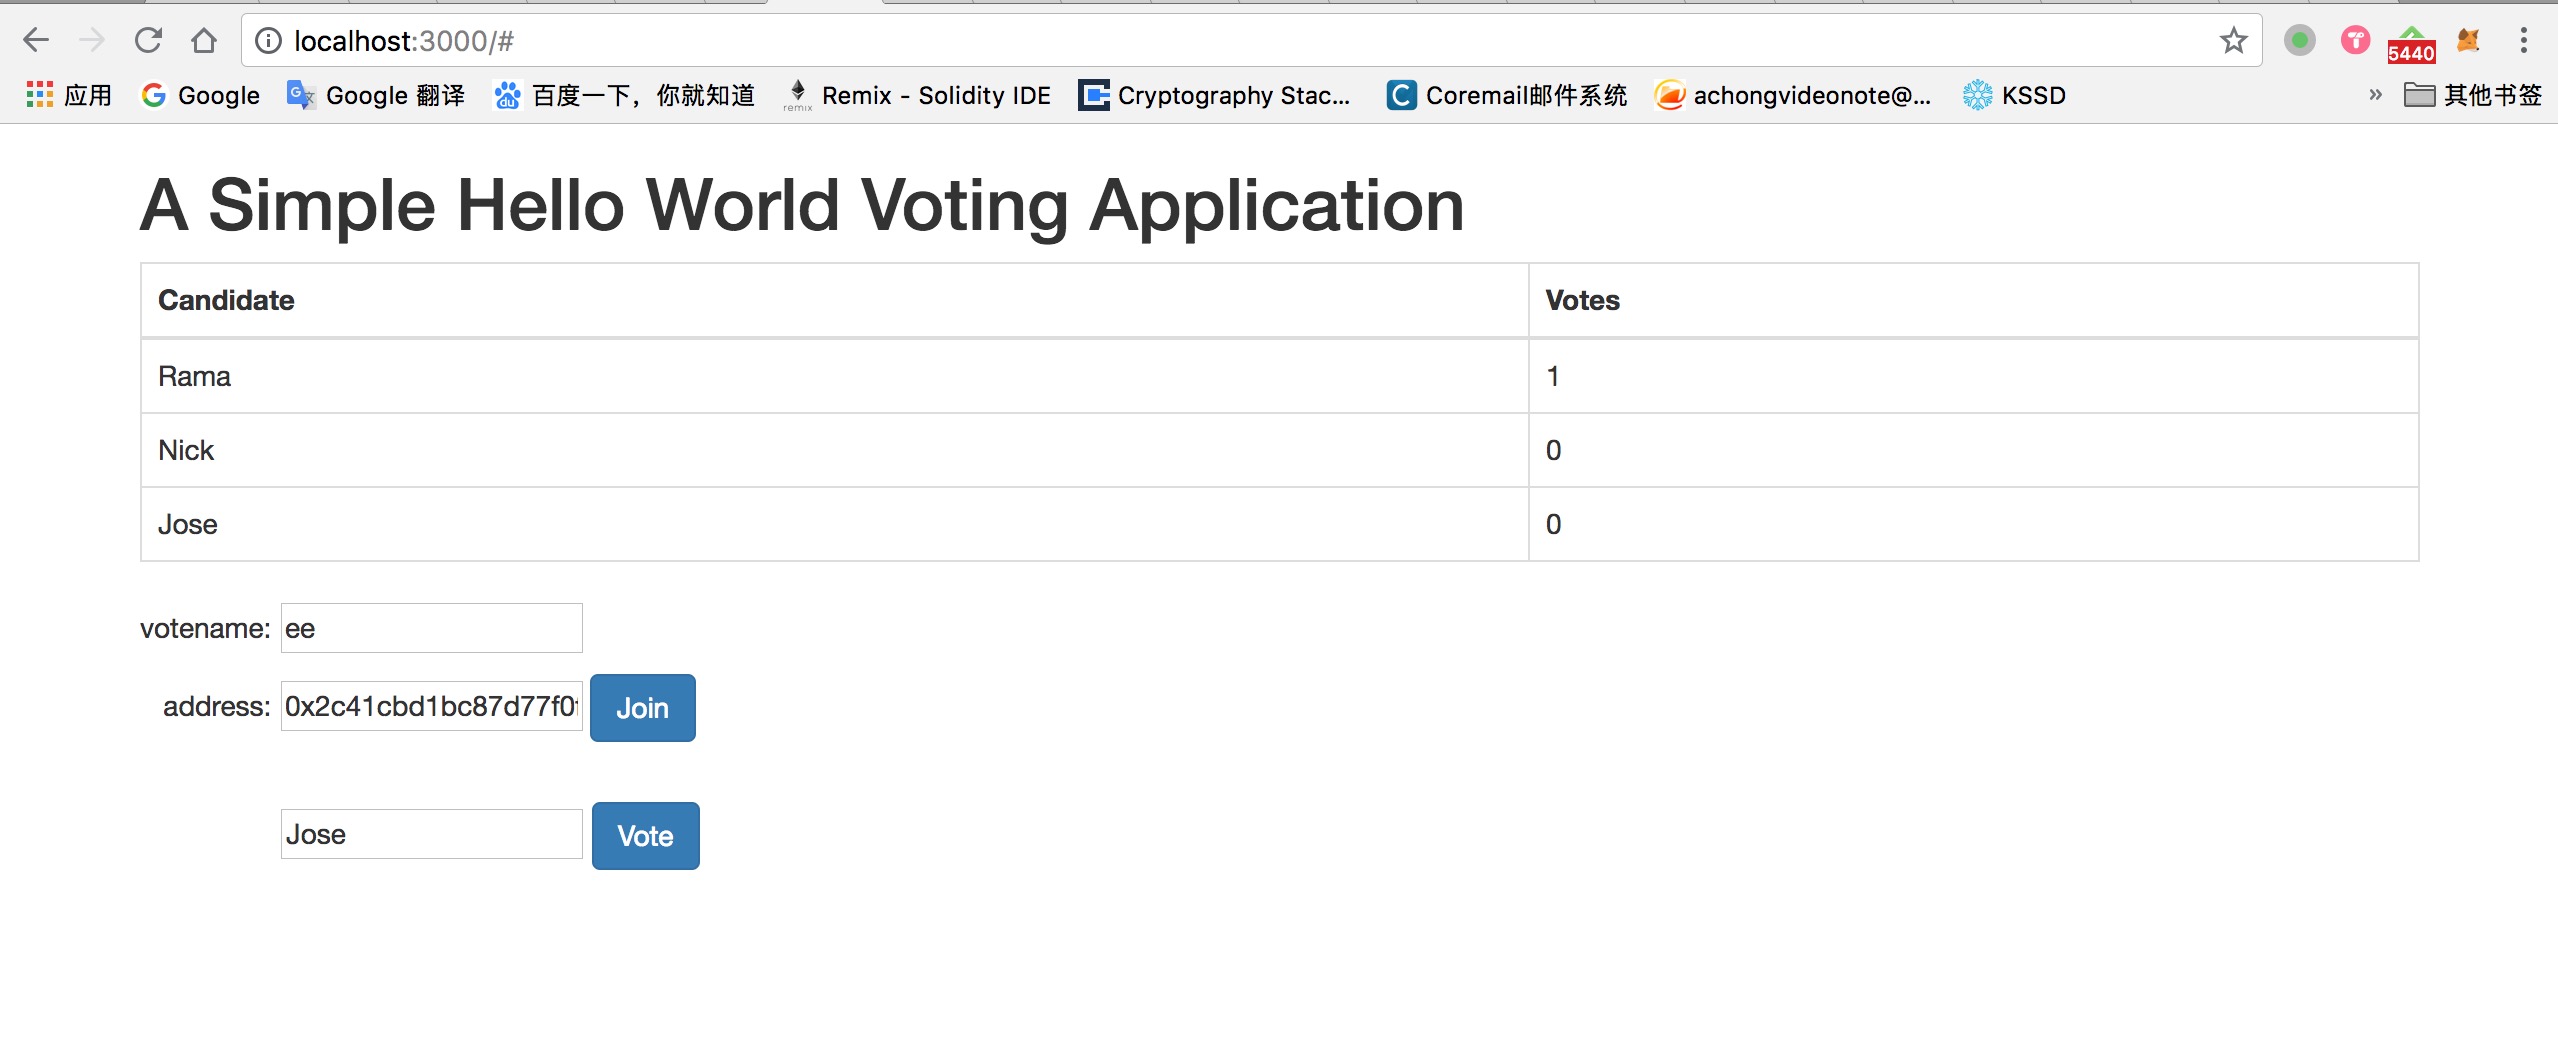 localhost:3000/#
5440
应用 Google Google 翻译 百度一下，你就知道 remix Remix - Solidity IDE Cryptography Stac... Coremail邮件系统 achongvideonote@... KSSD » 其他书签
A Simple Hello World Voting Application
Candidate Votes
Rama 1
Nick 0
Jose 0
votename: ee
address: 0x2c41cbd1bc87d77f0 Join
Jose Vote